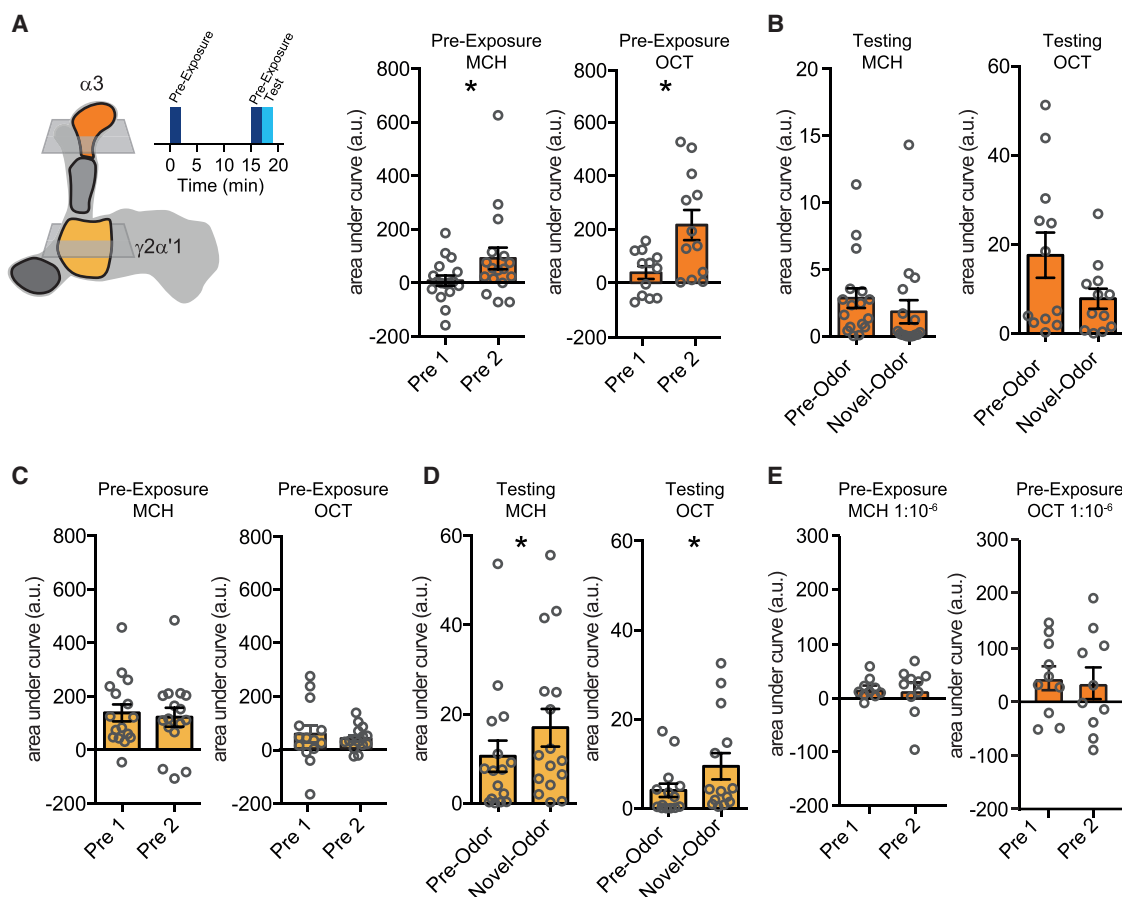 A
α3
γ2α'1
Pre-Exposure
Pre-Exposure
Test
0 5 10 15 20
Time (min)
Pre-Exposure
MCH
*
area under curve (a.u.)
800
600
400
200
0
-200
Pre 1
Pre 2
Pre-Exposure
OCT
*
area under curve (a.u.)
800
600
400
200
0
-200
Pre 1
Pre 2
B
Testing
MCH
area under curve (a.u.)
20
15
10
5
0
Pre-Odor
Novel-Odor
Testing
OCT
area under curve (a.u.)
60
40
20
0
Pre-Odor
Novel-Odor
C
Pre-Exposure
MCH
area under curve (a.u.)
800
600
400
200
0
-200
Pre 1
Pre 2
Pre-Exposure
OCT
area under curve (a.u.)
800
600
400
200
0
-200
Pre 1
Pre 2
D
Testing
MCH
*
area under curve (a.u.)
60
40
20
0
Pre-Odor
Novel-Odor
Testing
OCT
*
area under curve (a.u.)
60
40
20
0
Pre-Odor
Novel-Odor
E
Pre-Exposure
MCH 1:10⁻⁶
area under curve (a.u.)
300
200
100
0
-100
-200
Pre 1
Pre 2
Pre-Exposure
OCT 1:10⁻⁶
area under curve (a.u.)
300
200
100
0
-100
-200
Pre 1
Pre 2